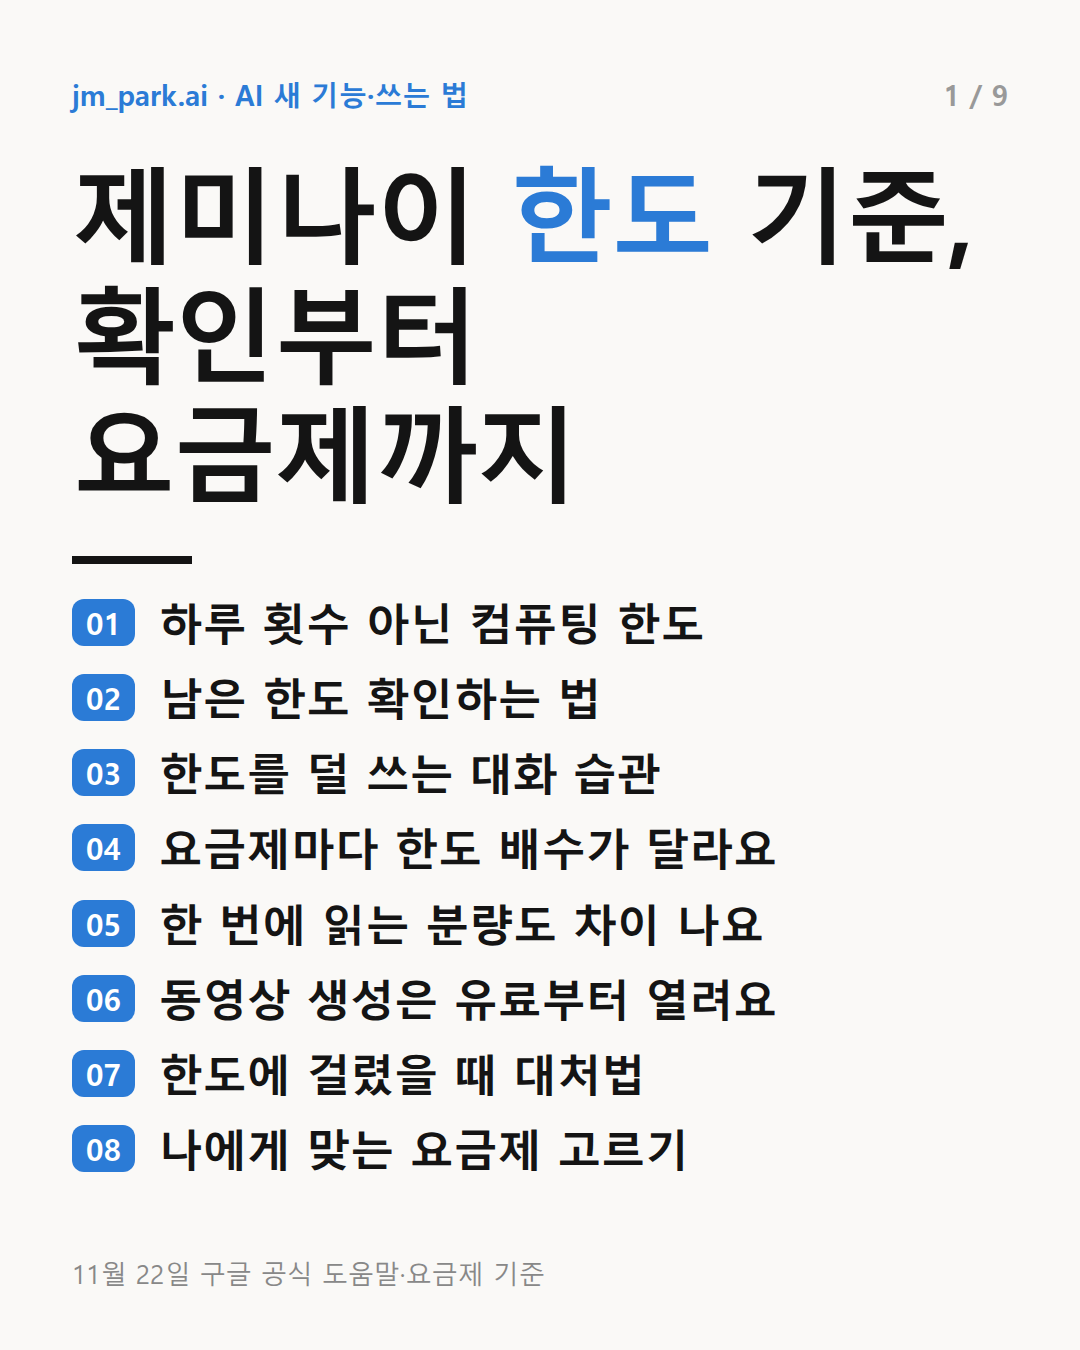 jm_park.ai · AI 새 기능·쓰는 법
1 / 9
제미나이 한도 기준,
확인부터
요금제까지
01 하루 횟수 아닌 컴퓨팅 한도
02 남은 한도 확인하는 법
03 한도를 덜 쓰는 대화 습관
04 요금제마다 한도 배수가 달라요
05 한 번에 읽는 분량도 차이 나요
06 동영상 생성은 유료부터 열려요
07 한도에 걸렸을 때 대처법
08 나에게 맞는 요금제 고르기
11월 22일 구글 공식 도움말·요금제 기준